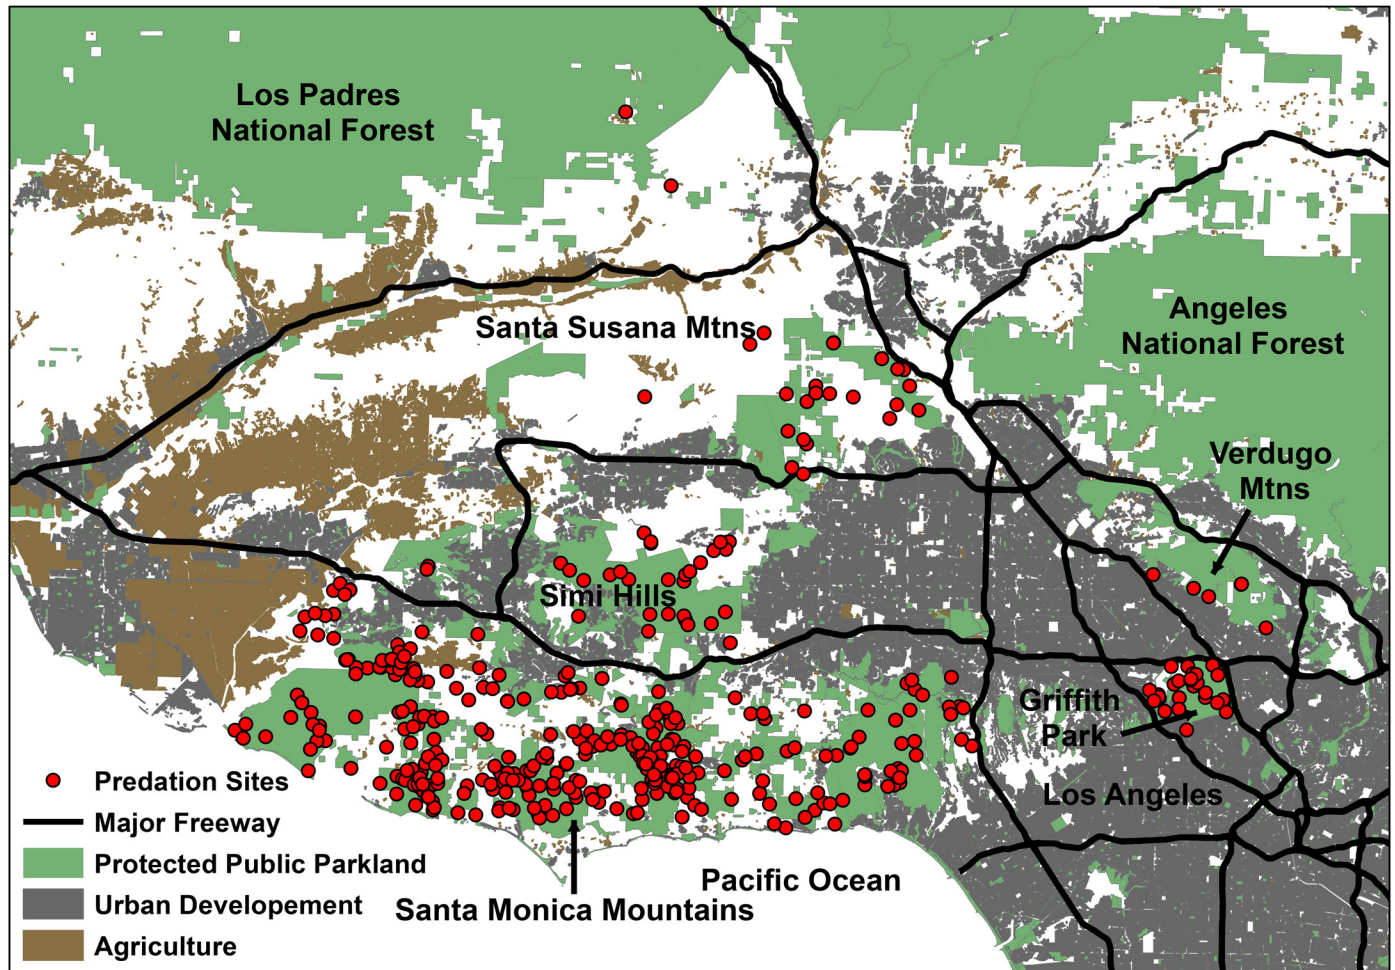 Los Padres
National Forest
Angeles
National Forest
Santa Susana Mtns
Verdugo
Mtns
Simi Hills
Griffith
Park
Los Angeles
Predation Sites
Major Freeway
Protected Public Parkland
Urban Developement
Agriculture
Pacific Ocean
Santa Monica Mountains